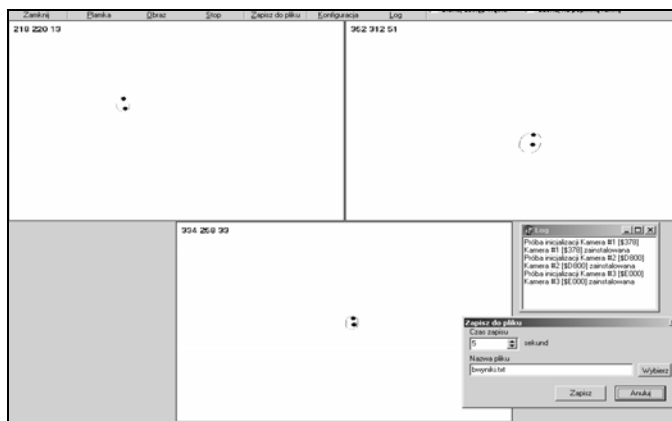 Zamknij Plamka Obraz Stop Zapisz do pliku Konfiguracja Log
218 220 13
352 312 51
334 258 33
Log
Próba inicjalizacji Kamera #1 [$378]
Kamera #1 [$378] zainstalowana
Próba inicjalizacji Kamera #2 [$D800]
Kamera #2 [$D800] zainstalowana
Próba inicjalizacji Kamera #3 [$E000]
Kamera #3 [$E000] zainstalowana
Zapisz do pliku
Czas zapisu
5 sekund
Nazwa pliku
bwyniki.txt Wybierz
Zapisz Anuluj